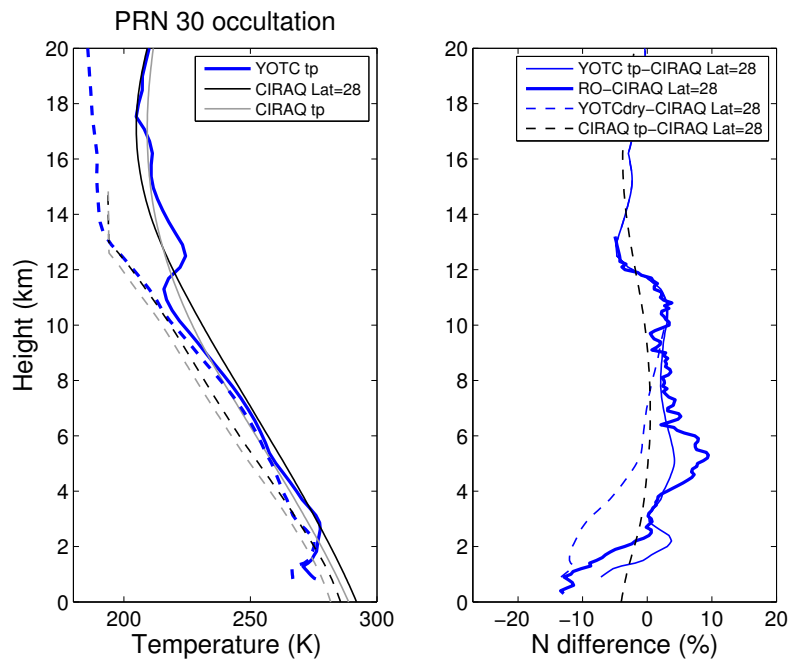 PRN 30 occultation
20
18
16
14
12
10
8
6
4
2
0
Height (km)
200
250
300
Temperature (K)
YOTC tp
CIRAQ Lat=28
CIRAQ tp
20
18
16
14
12
10
8
6
4
2
0
−20
−10
0
10
20
N difference (%)
YOTC tp−CIRAQ Lat=28
RO−CIRAQ Lat=28
YOTCdry−CIRAQ Lat=28
CIRAQ tp−CIRAQ Lat=28